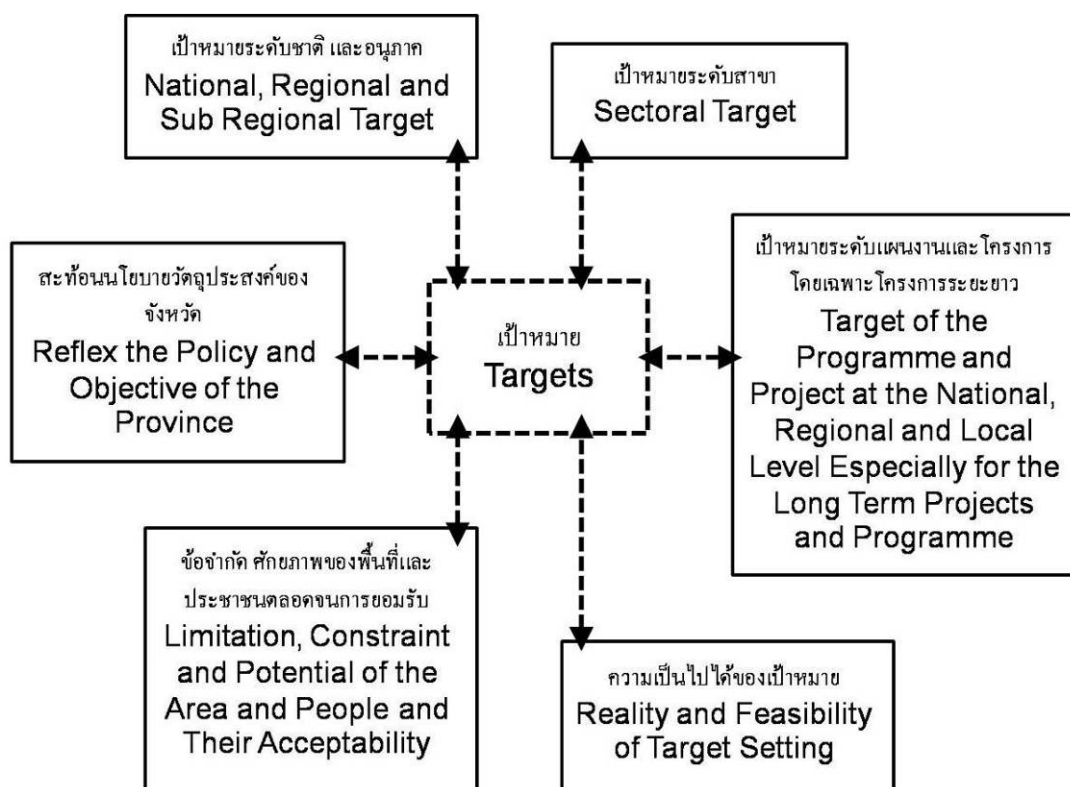 เป้าหมายระดับชาติ และอนุภาค
National, Regional and
Sub Regional Target
เป้าหมายระดับสาขา
Sectoral Target
สะท้อนนโยบายวัตถุประสงค์ของ
จังหวัด
Reflex the Policy and
Objective of the
Province
เป้าหมาย
Targets
เป้าหมายระดับแผนงานและโครงการ
โดยเฉพาะโครงการระยะยาว
Target of the
Programme and
Project at the National,
Regional and Local
Level Especially for the
Long Term Projects
and Programme
ข้อจำกัด ศักยภาพของพื้นที่และ
ประชาชนตลอดจนการยอมรับ
Limitation, Constraint
and Potential of the
Area and People and
Their Acceptability
ความเป็นไปได้ของเป้าหมาย
Reality and Feasibility
of Target Setting